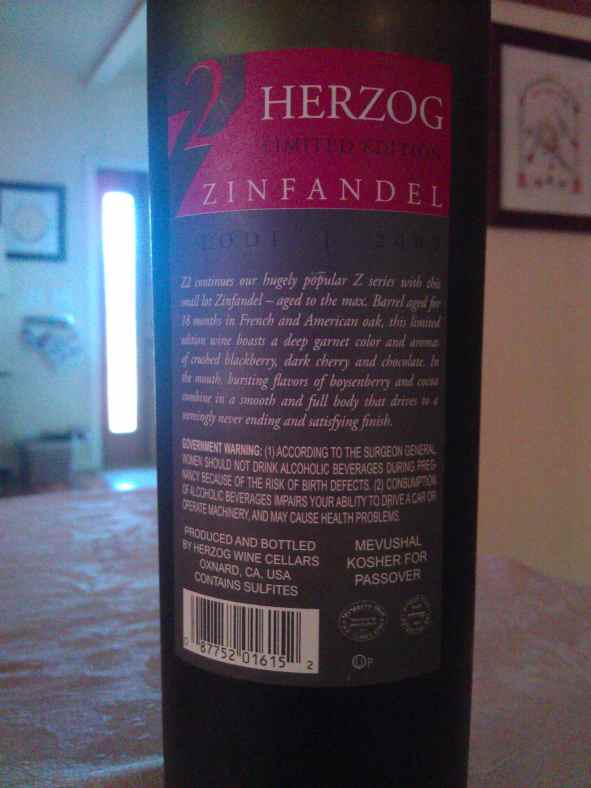 Z2
HERZOG
LIMITED EDITION
ZINFANDEL
LODI
Z2 continues our hugely popular Z series with this
small lot Zinfandel – aged to the max. Barrel aged for
16 months in French and American oak, this limited
edition wine boasts a deep garnet color and aromas
of crushed blackberry, dark cherry and chocolate. In
the mouth, bursting flavors of boysenberry and cocoa
combine in a smooth and full body that drives to a
seemingly never ending and satisfying finish.
GOVERNMENT WARNING: (1) ACCORDING TO THE SURGEON GENERAL,
WOMEN SHOULD NOT DRINK ALCOHOLIC BEVERAGES DURING PREG-
NANCY BECAUSE OF THE RISK OF BIRTH DEFECTS. (2) CONSUMPTION
OF ALCOHOLIC BEVERAGES IMPAIRS YOUR ABILITY TO DRIVE A CAR OR
OPERATE MACHINERY, AND MAY CAUSE HEALTH PROBLEMS.
PRODUCED AND BOTTLED
BY HERZOG WINE CELLARS
OXNARD, CA, USA
CONTAINS SULFITES
MEVUSHAL
KOSHER FOR
PASSOVER
0 87752 01615 2
U P